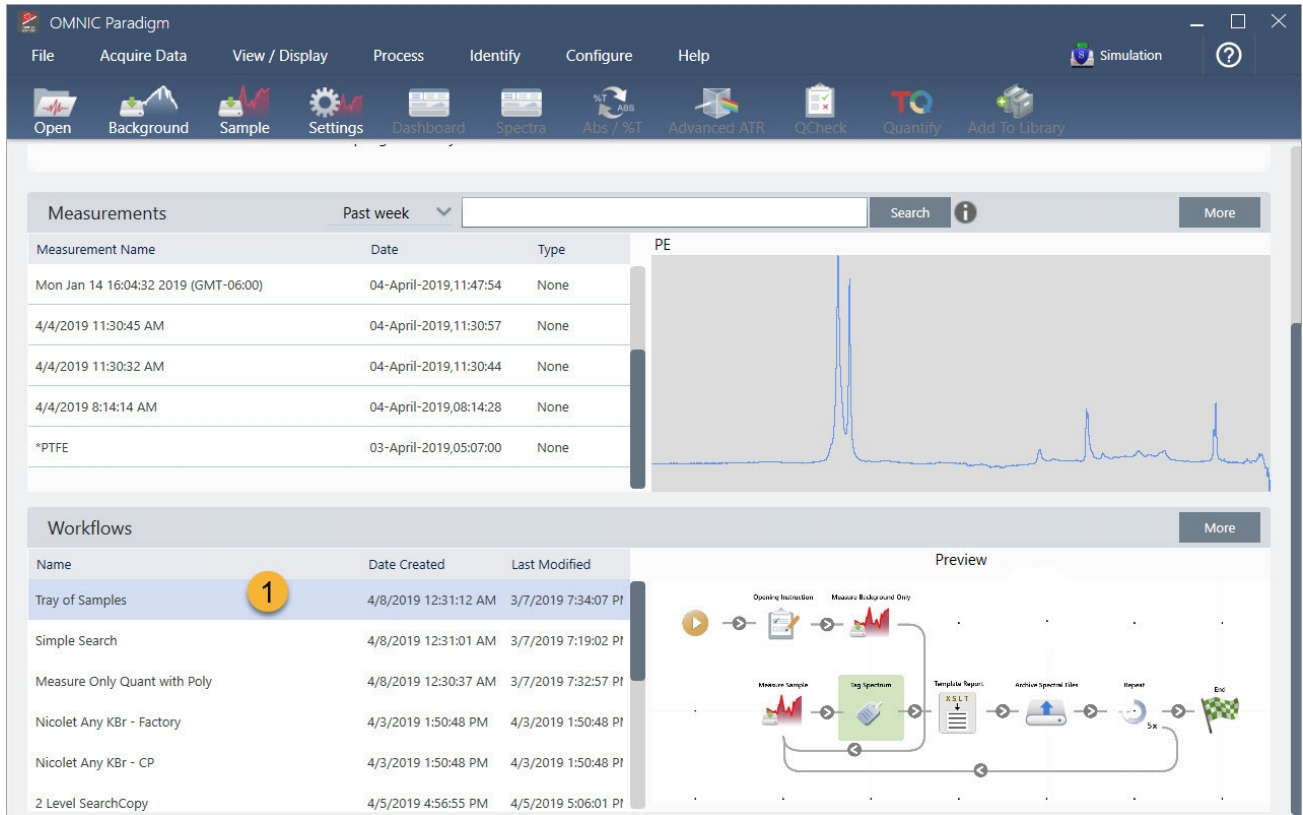 OMNIC Paradigm
File Acquire Data View / Display Process Identify Configure Help Simulation
Open Background Sample Settings Dashboard Spectra Abs / %T Advanced ATR QCheck Quantify Add To Library
Measurements Past week Search More
Measurement Name Date Type PE
Mon Jan 14 16:04:32 2019 (GMT-06:00) 04-April-2019,11:47:54 None
4/4/2019 11:30:45 AM 04-April-2019,11:30:57 None
4/4/2019 11:30:32 AM 04-April-2019,11:30:44 None
4/4/2019 8:14:14 AM 04-April-2019,08:14:28 None
*PTFE 03-April-2019,05:07:00 None
Workflows More
Name Date Created Last Modified Preview
Tray of Samples 1 4/8/2019 12:31:12 AM 3/7/2019 7:34:07 PM
Simple Search 4/8/2019 12:31:01 AM 3/7/2019 7:19:02 PM
Measure Only Quant with Poly 4/8/2019 12:30:37 AM 3/7/2019 7:32:57 PM
Nicolet Any KBr - Factory 4/3/2019 1:50:48 PM 4/3/2019 1:50:48 PM
Nicolet Any KBr - CP 4/3/2019 1:50:48 PM 4/3/2019 1:50:48 PM
2 Level SearchCopy 4/5/2019 4:56:55 PM 4/5/2019 5:06:01 PM
Opening Instruction Measure Background Only
Measure Sample Tag Spectrum Template Report Archive Spectral Files Repeat End
XSLT
5x